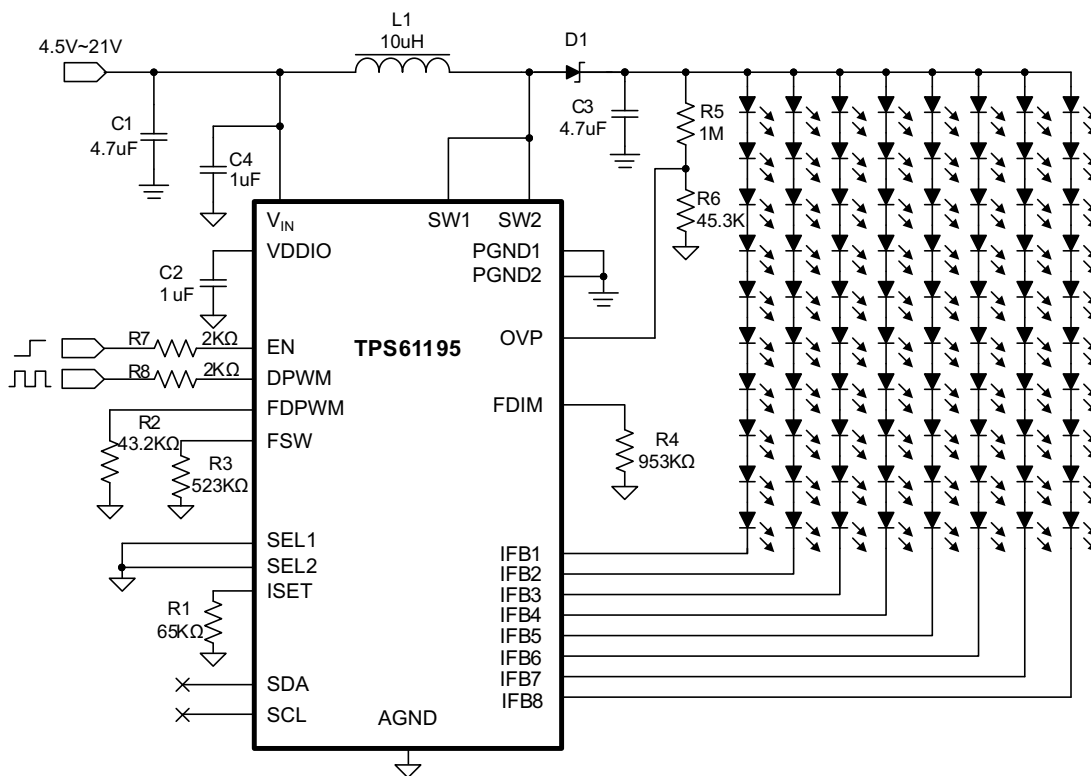 L1
10uH
4.5V~21V
D1
C1
4.7uF
C4
1uF
C3
4.7uF
R5
1M
R6
45.3K
VIN
SW1
SW2
VDDIO
PGND1
PGND2
C2
1uF
R7
2KΩ
EN
TPS61195
OVP
R8
2KΩ
DPWM
FDPWM
FDIM
R2
43.2KΩ
FSW
R3
523KΩ
R4
953KΩ
SEL1
SEL2
ISET
R1
65KΩ
IFB1
IFB2
IFB3
IFB4
IFB5
IFB6
IFB7
IFB8
SDA
SCL
AGND